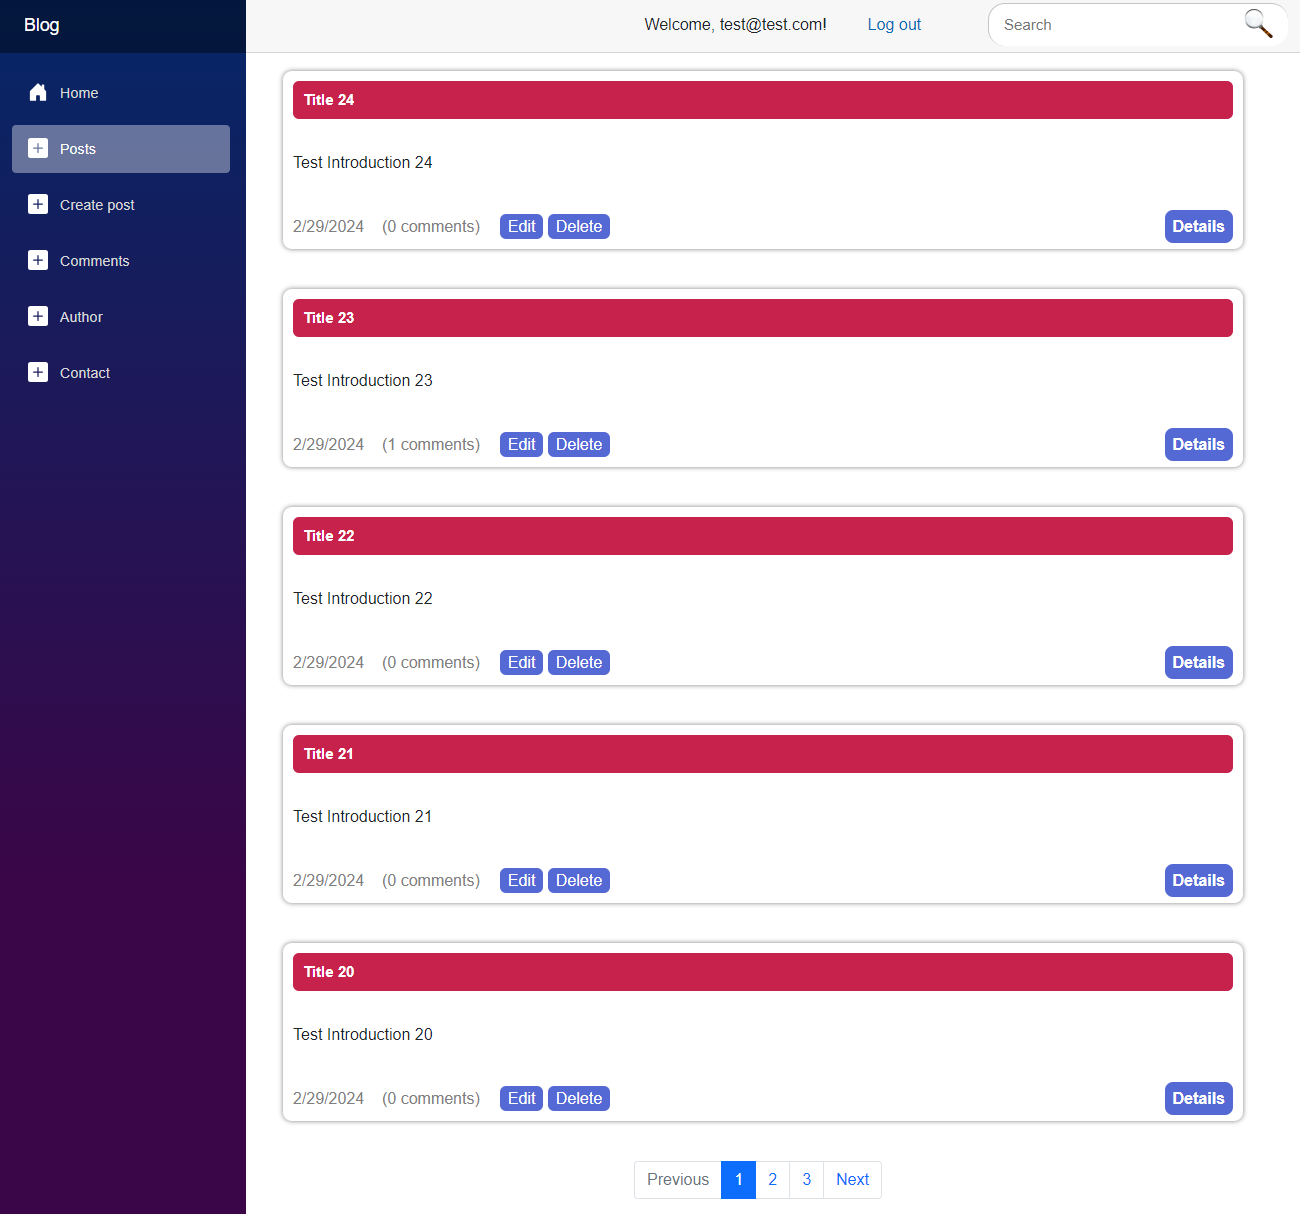 Blog
Welcome, test@test.com! Log out Search
Home
Posts
Create post
Comments
Author
Contact
Title 24
Test Introduction 24
2/29/2024 (0 comments) Edit Delete Details
Title 23
Test Introduction 23
2/29/2024 (1 comments) Edit Delete Details
Title 22
Test Introduction 22
2/29/2024 (0 comments) Edit Delete Details
Title 21
Test Introduction 21
2/29/2024 (0 comments) Edit Delete Details
Title 20
Test Introduction 20
2/29/2024 (0 comments) Edit Delete Details
Previous 1 2 3 Next